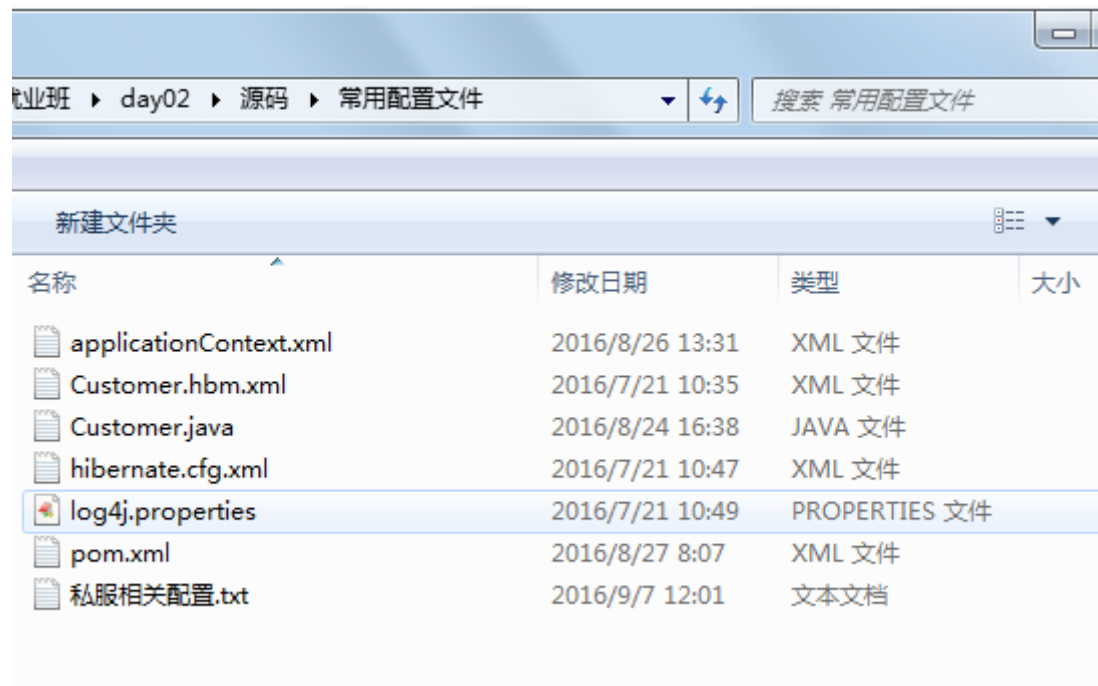 业班 ▸ day02 ▸ 源码 ▸ 常用配置文件 搜索 常用配置文件
新建文件夹
名称 修改日期 类型 大小
applicationContext.xml 2016/8/26 13:31 XML 文件
Customer.hbm.xml 2016/7/21 10:35 XML 文件
Customer.java 2016/8/24 16:38 JAVA 文件
hibernate.cfg.xml 2016/7/21 10:47 XML 文件
log4j.properties 2016/7/21 10:49 PROPERTIES 文件
pom.xml 2016/8/27 8:07 XML 文件
私服相关配置.txt 2016/9/7 12:01 文本文档